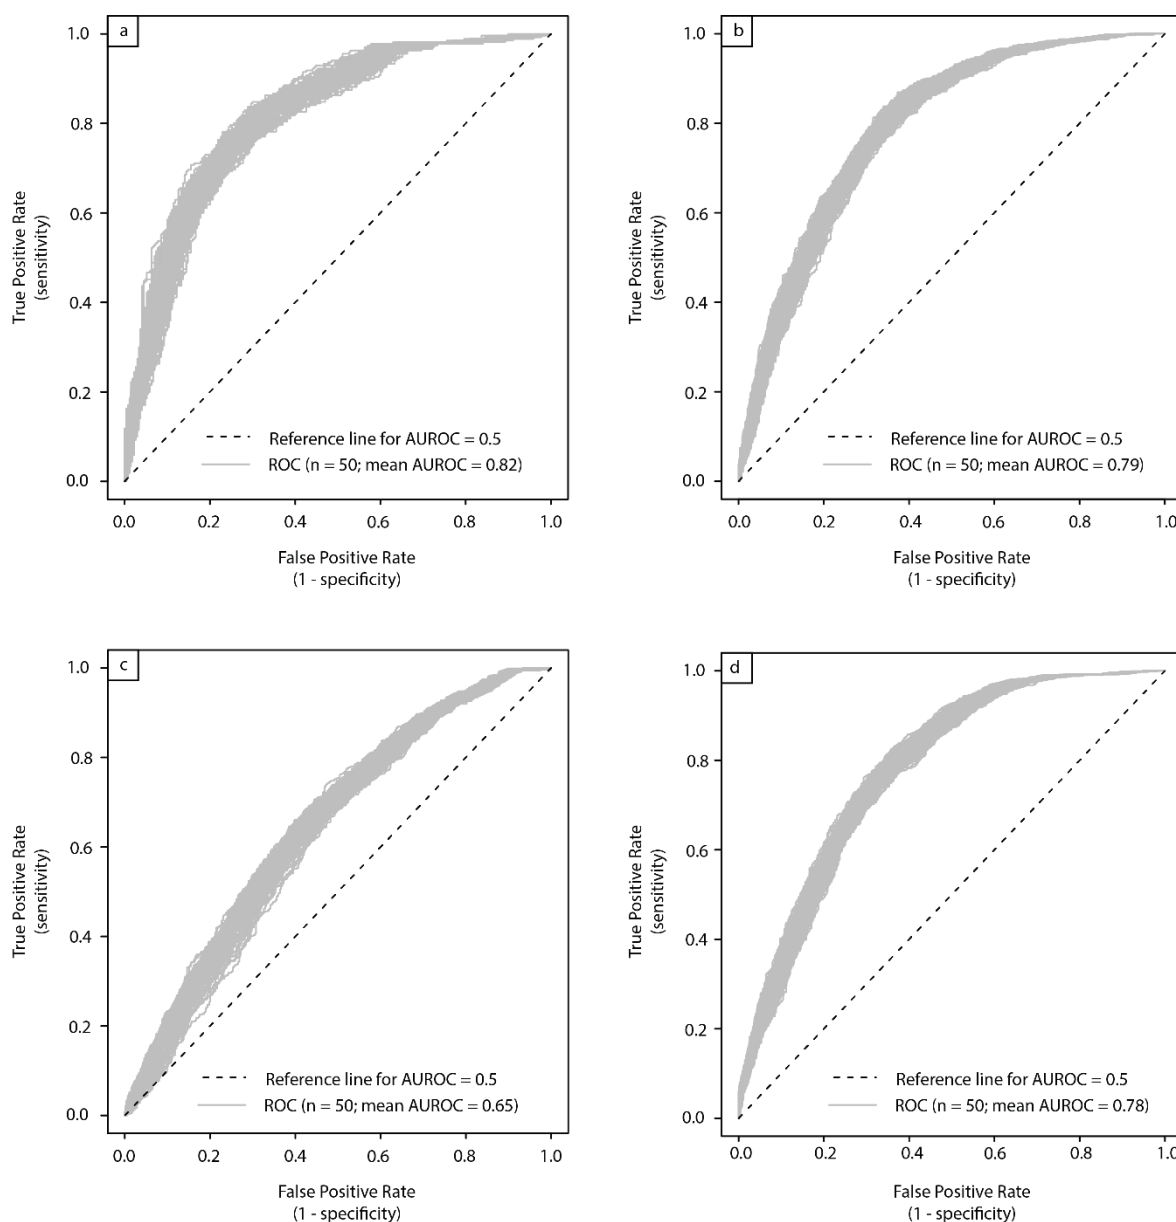 a
1.0
0.8
0.6
0.4
0.2
0.0
True Positive Rate
(sensitivity)
Reference line for AUROC = 0.5
ROC (n = 50; mean AUROC = 0.82)
0.0 0.2 0.4 0.6 0.8 1.0
False Positive Rate
(1 - specificity)
b
1.0
0.8
0.6
0.4
0.2
0.0
True Positive Rate
(sensitivity)
Reference line for AUROC = 0.5
ROC (n = 50; mean AUROC = 0.79)
0.0 0.2 0.4 0.6 0.8 1.0
False Positive Rate
(1 - specificity)
c
1.0
0.8
0.6
0.4
0.2
0.0
True Positive Rate
(sensitivity)
Reference line for AUROC = 0.5
ROC (n = 50; mean AUROC = 0.65)
0.0 0.2 0.4 0.6 0.8 1.0
False Positive Rate
(1 - specificity)
d
1.0
0.8
0.6
0.4
0.2
0.0
True Positive Rate
(sensitivity)
Reference line for AUROC = 0.5
ROC (n = 50; mean AUROC = 0.78)
0.0 0.2 0.4 0.6 0.8 1.0
False Positive Rate
(1 - specificity)